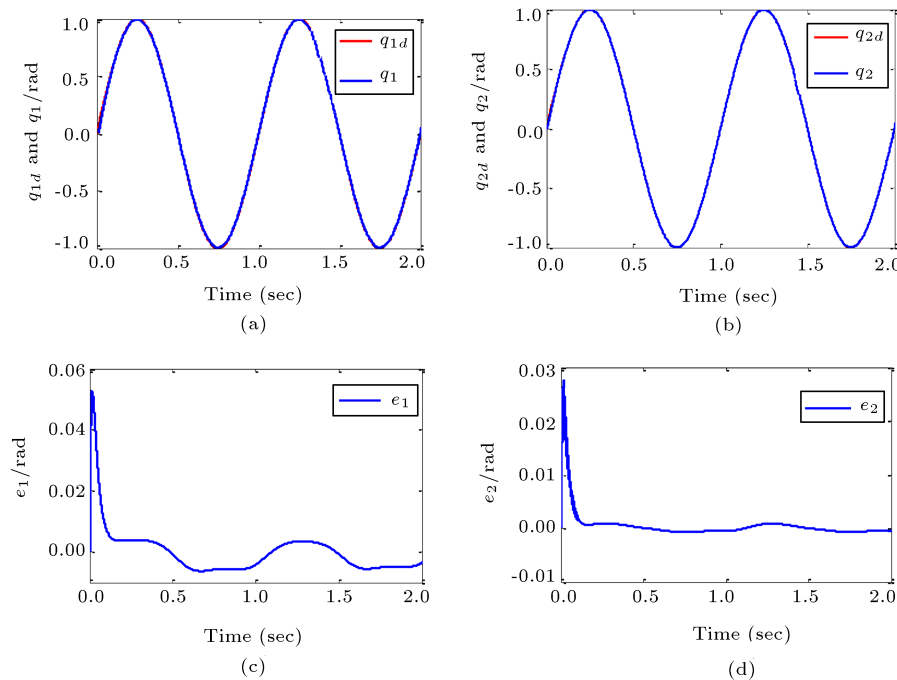 1.0
0.5
0.0
-0.5
-1.0
q1d and q1/rad
q1d
q1
0.0 0.5 1.0 1.5 2.0
Time (sec)
(a)
1.0
0.5
0.0
-0.5
-1.0
q2d and q2/rad
q2d
q2
0.0 0.5 1.0 1.5 2.0
Time (sec)
(b)
0.06
0.04
0.02
0.00
e1/rad
e1
0.0 0.5 1.0 1.5 2.0
Time (sec)
(c)
0.03
0.02
0.01
0.00
-0.01
e2/rad
e2
0.0 0.5 1.0 1.5 2.0
Time (sec)
(d)